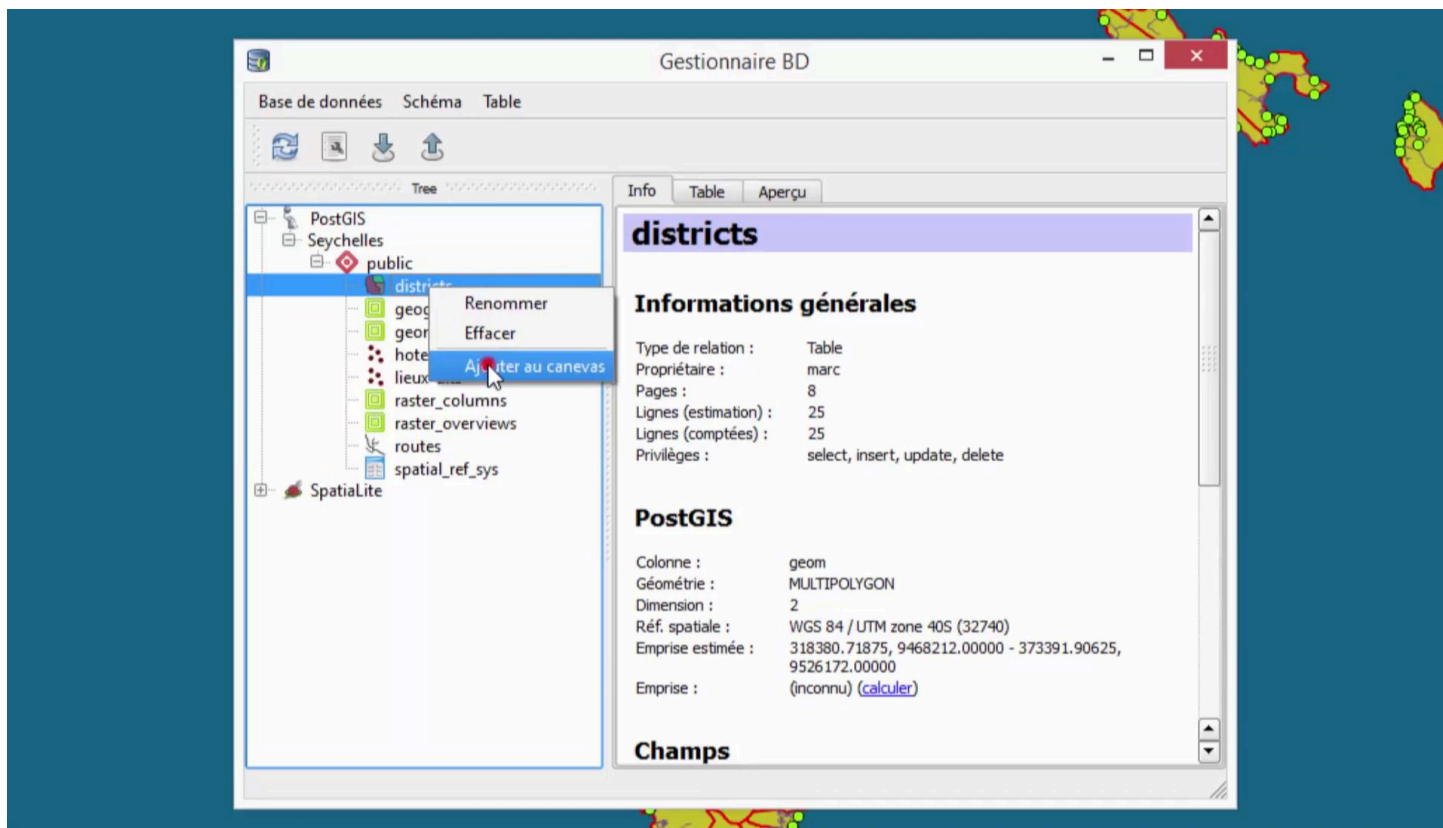 Gestionnaire BD
Base de données Schéma Table
Tree
Info Table Aperçu
PostGIS
Seychelles
public
districts
raster_columns
raster_overviews
routes
spatial_ref_sys
SpatiaLite
Renommer
Effacer
Ajouter au canevas
districts
Informations générales
Type de relation : Table
Propriétaire : marc
Pages : 8
Lignes (estimation) : 25
Lignes (comptées) : 25
Privilèges : select, insert, update, delete
PostGIS
Colonne : geom
Géométrie : MULTIPOLYGON
Dimension : 2
Réf. spatiale : WGS 84 / UTM zone 40S (32740)
Emprise estimée : 318380.71875, 9468212.00000 - 373391.90625,
9526172.00000
Emprise : (inconnu) (calculer)
Champs